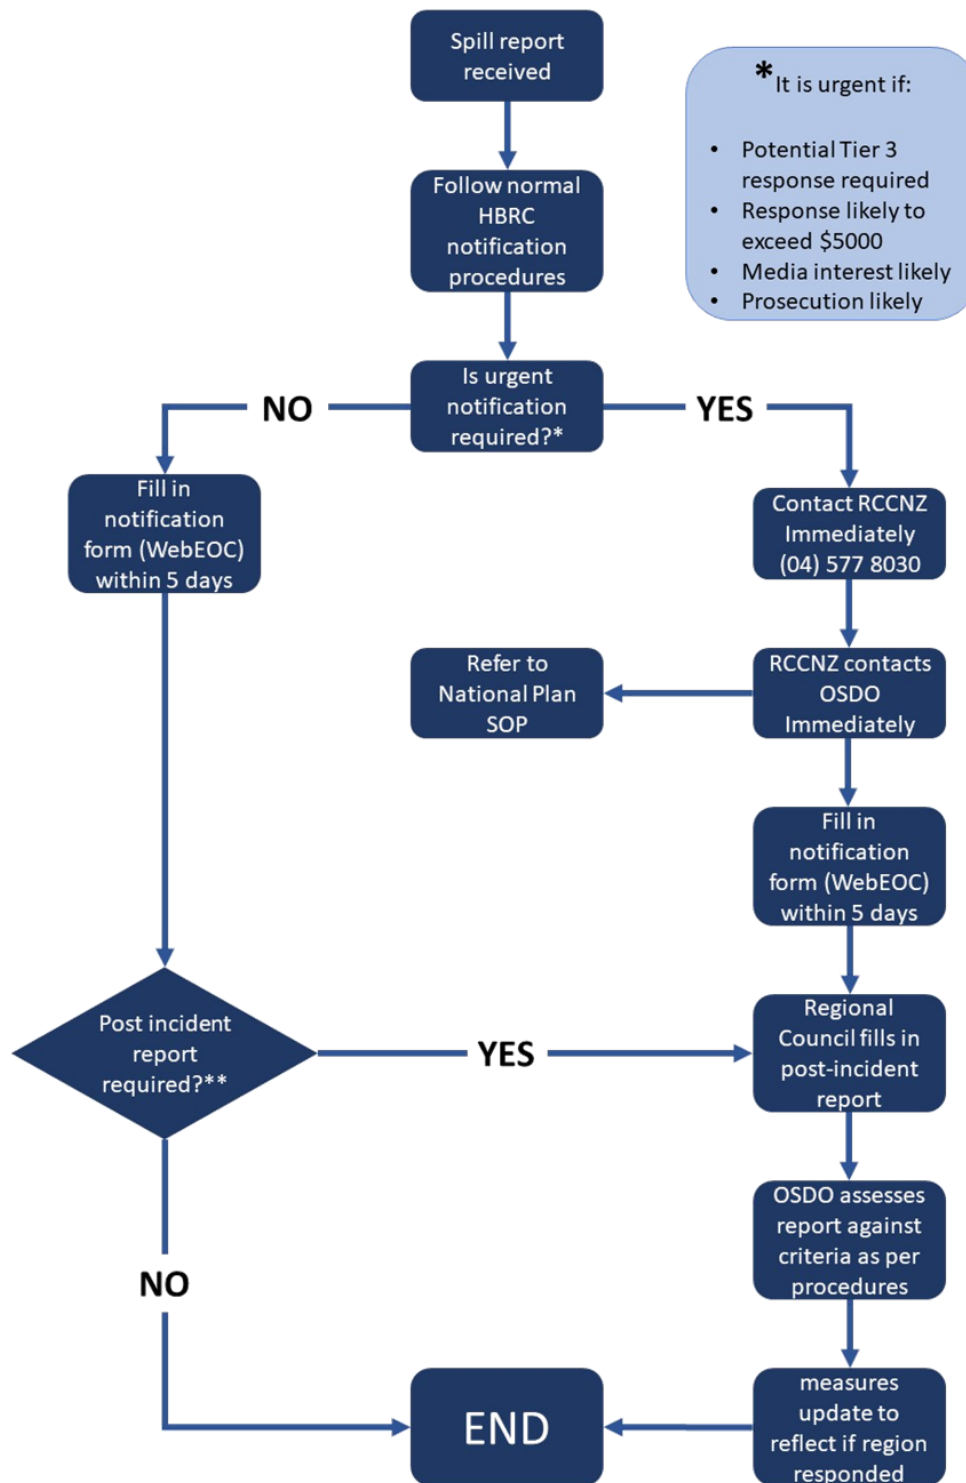 Spill report
received
*It is urgent if:
• Potential Tier 3
response required
• Response likely to
exceed $5000
• Media interest likely
• Prosecution likely
Follow normal
HBRC
notification
procedures
Is urgent
notification
required?*
NO
YES
Fill in
notification
form (WebEOC)
within 5 days
Contact RCCNZ
Immediately
(04) 577 8030
Refer to
National Plan
SOP
RCCNZ contacts
OSDO
Immediately
Fill in
notification
form (WebEOC)
within 5 days
Post incident
report
required?**
YES
Regional
Council fills in
post-incident
report
OSDO assesses
report against
criteria as per
procedures
NO
END
measures
update to
reflect if region
responded